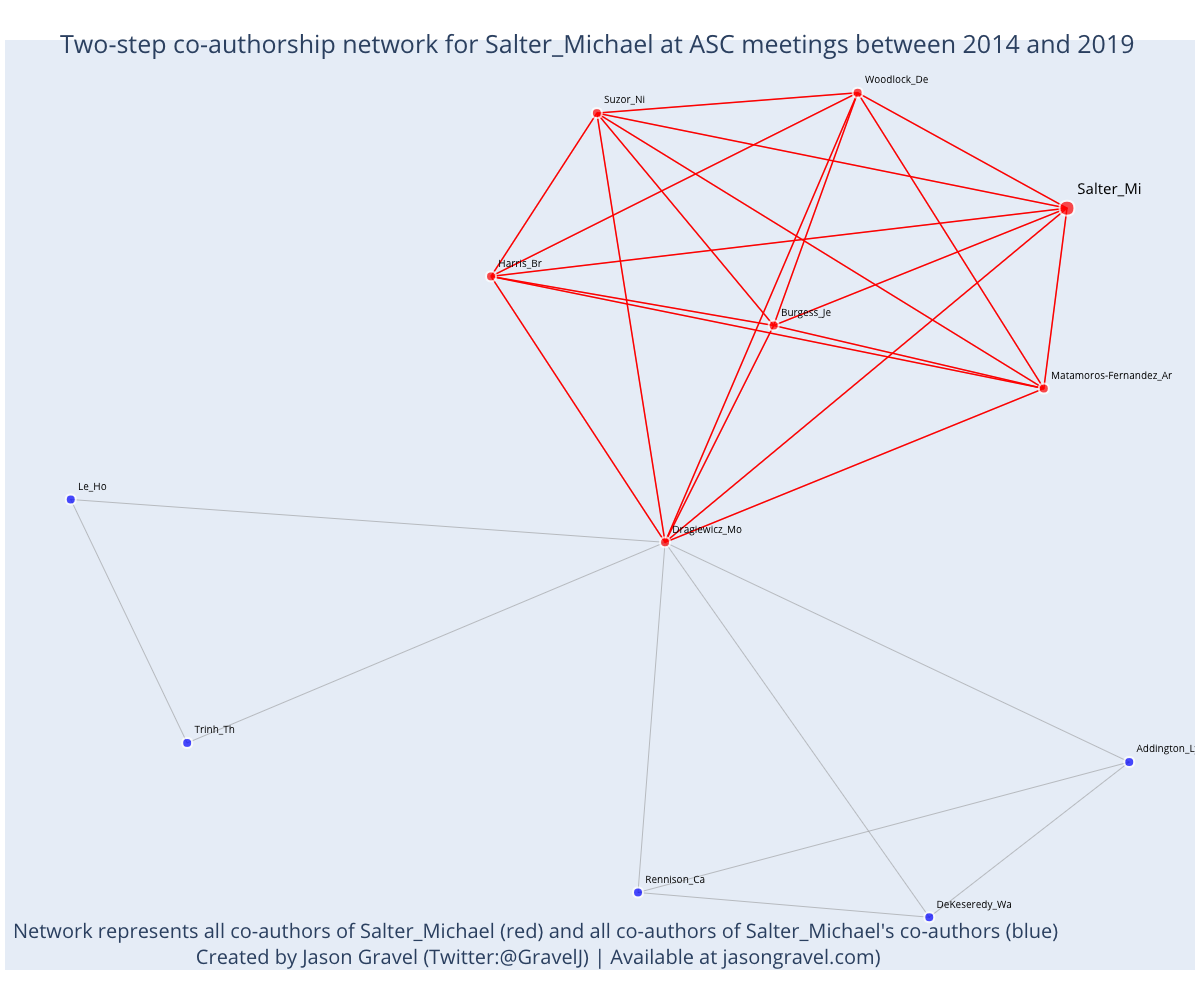 Two-step co-authorship network for Salter_Michael at ASC meetings between 2014 and 2019
Woodlock_De
Suzor_Ni
Salter_Mi
Harris_Br
Burgess_Je
Matamoros-Fernandez_Ar
Le_Ho
Dragiewicz_Mo
Trinh_Th
Rennison_Ca
DeKeseredy_Wa
Network represents all co-authors of Salter_Michael (red) and all co-authors of Salter_Michael's co-authors (blue)
Created by Jason Gravel (Twitter:@GravelJ) | Available at jasongravel.com)